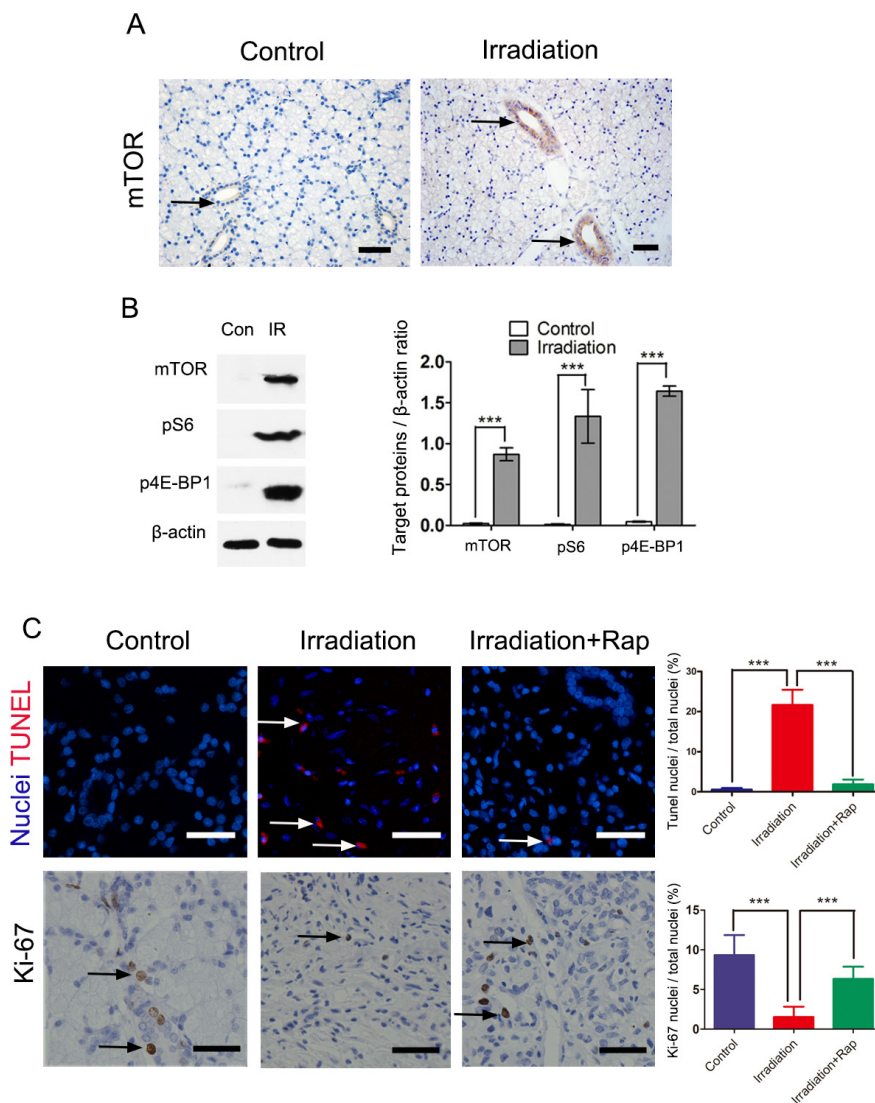 A
Control
Irradiation
mTOR
B
Con IR
mTOR
pS6
p4E-BP1
β-actin
Control
Irradiation
Target proteins / β-actin ratio
2.0
1.5
1.0
0.5
0.0
***
***
***
mTOR
pS6
p4E-BP1
C
Control
Irradiation
Irradiation+Rap
Nuclei TUNEL
Tunel nuclei / total nuclei (%)
30
20
10
0
***
***
Control
Irradiation
Irradiation+Rap
Ki-67
Ki-67 nuclei / total nuclei (%)
15
10
5
0
***
***
Control
Irradiation
Irradiation+Rap